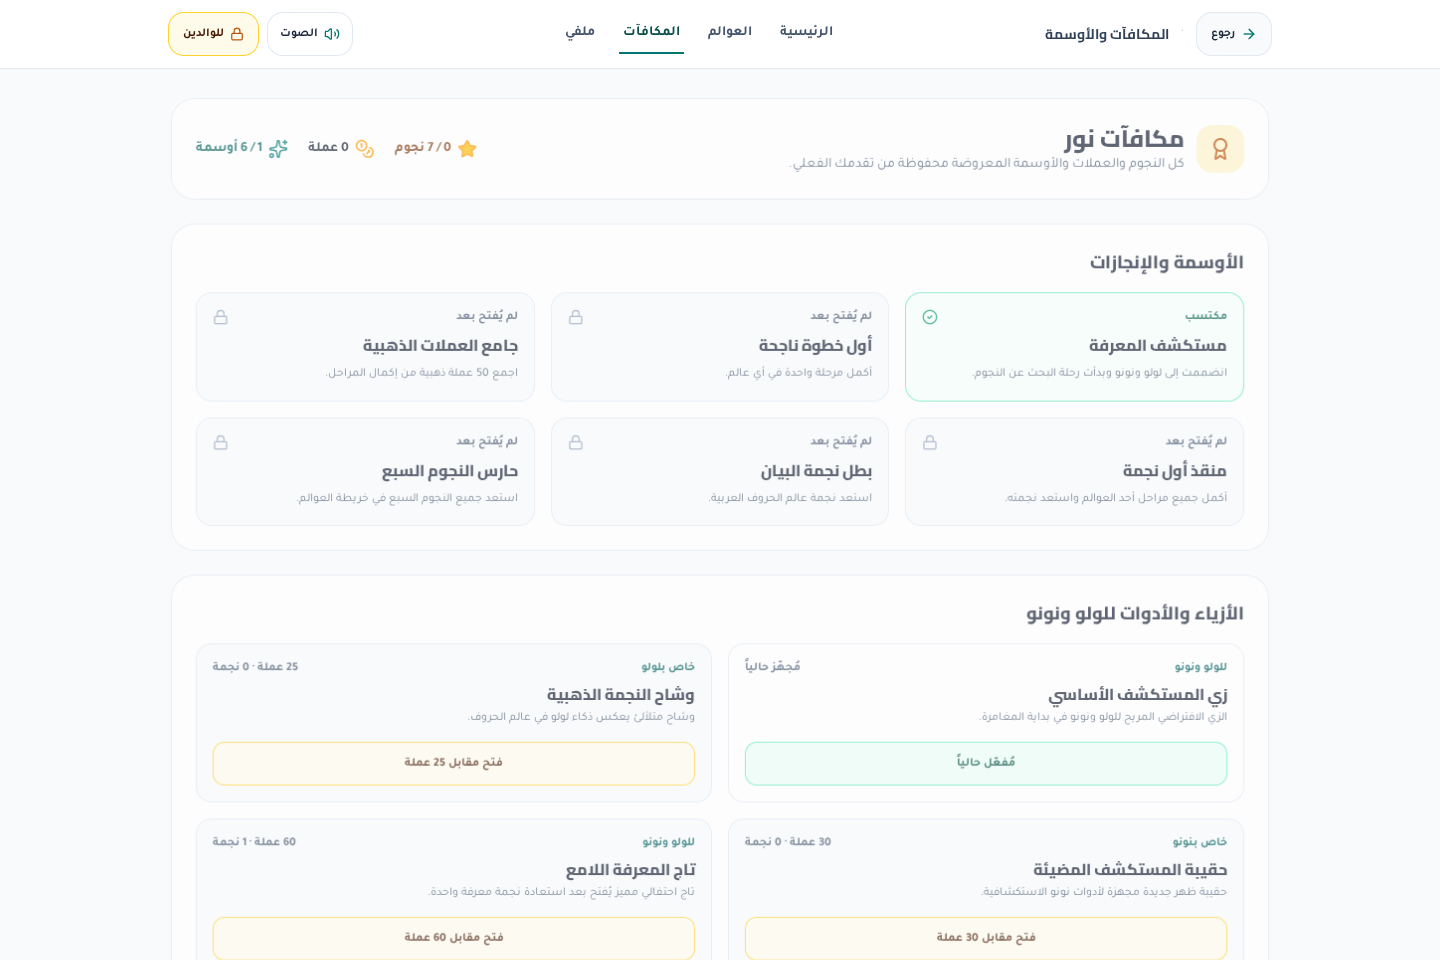 رجوع
المكافآت والأوسمة
الرئيسية
العوالم
المكافآت
ملفي
الصوت
للوالدين
مكافآت نور
كل النجوم والعملات والأوسمة المعروضة محفوظة من تقدمك الفعلي.
0 / 7 نجوم
0 عملة
1 / 6 أوسمة
الأوسمة والإنجازات
مكتسب
مستكشف المعرفة
انضممت إلى لولو ونونو وبدأت رحلة البحث عن النجوم.
لم يُفتح بعد
أول خطوة ناجحة
أكمل مرحلة واحدة في أي عالم.
لم يُفتح بعد
جامع العملات الذهبية
اجمع 50 عملة ذهبية من إكمال المراحل.
لم يُفتح بعد
منقذ أول نجمة
أكمل جميع مراحل أحد العوالم واستعد نجمته.
لم يُفتح بعد
بطل نجمة البيان
استعد نجمة عالم الحروف العربية.
لم يُفتح بعد
حارس النجوم السبع
استعد جميع النجوم السبع في خريطة العوالم.
الأزياء والأدوات للولو ونونو
للولو ونونو
مُجهّز حالياً
زي المستكشف الأساسي
الزي الافتراضي المريح للولو ونونو في بداية المغامرة.
مُفعّل حالياً
خاص بلولو
25 عملة · 0 نجمة
وشاح النجمة الذهبية
وشاح متلألئ يعكس ذكاء لولو في عالم الحروف.
فتح مقابل 25 عملة
خاص بنونو
30 عملة · 0 نجمة
حقيبة المستكشف المضيئة
حقيبة ظهر جديدة مجهزة لأدوات نونو الاستكشافية.
فتح مقابل 30 عملة
للولو ونونو
60 عملة · 1 نجمة
تاج المعرفة اللامع
تاج احتفالي مميز يُفتح بعد استعادة نجمة معرفة واحدة.
فتح مقابل 60 عملة